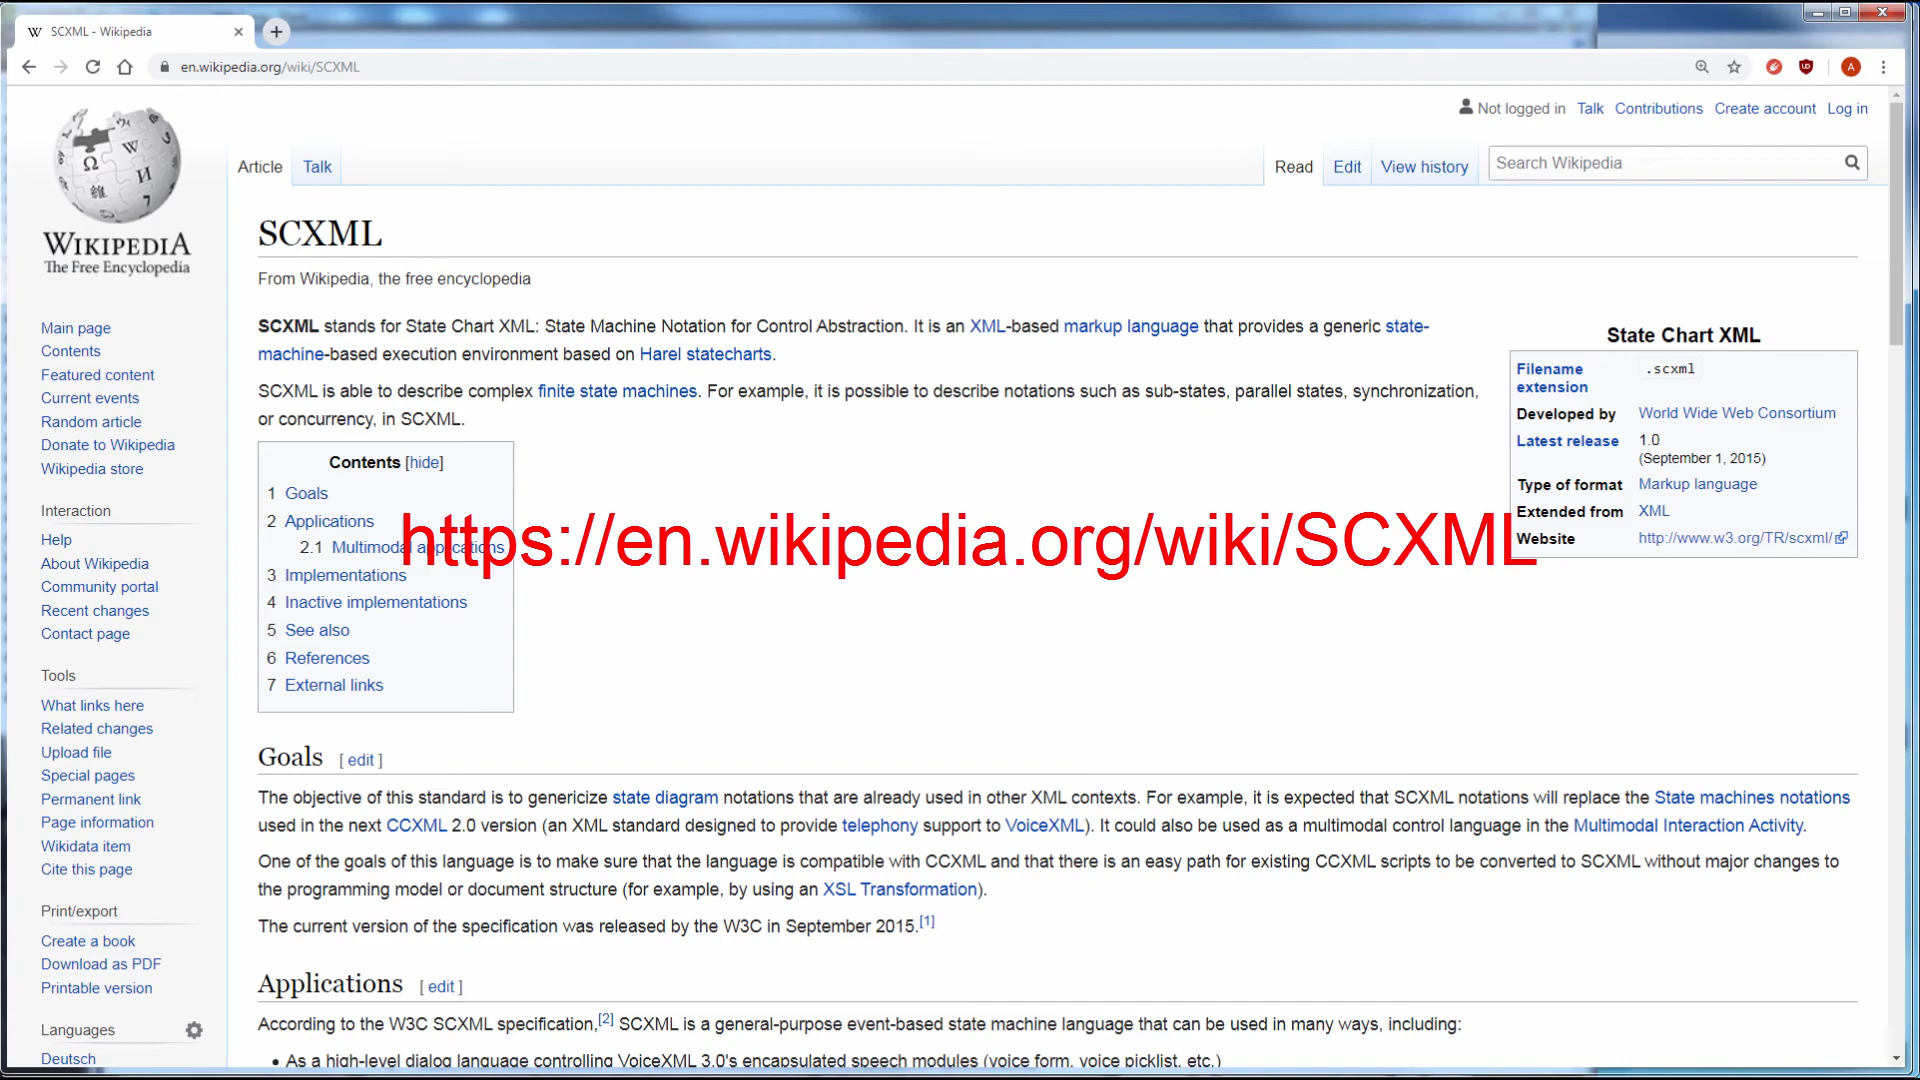 SCXML - Wikipedia
en.wikipedia.org/wiki/SCXML
A
Not logged in Talk Contributions Create account Log in
Article Talk Read Edit View history Search Wikipedia
WIKIPEDIA
The Free Encyclopedia
Main page
Contents
Featured content
Current events
Random article
Donate to Wikipedia
Wikipedia store
Interaction
Help
About Wikipedia
Community portal
Recent changes
Contact page
Tools
What links here
Related changes
Upload file
Special pages
Permanent link
Page information
Wikidata item
Cite this page
Print/export
Create a book
Download as PDF
Printable version
Languages
Deutsch
SCXML
From Wikipedia, the free encyclopedia
SCXML stands for State Chart XML: State Machine Notation for Control Abstraction. It is an XML-based markup language that provides a generic state-
machine-based execution environment based on Harel statecharts.
SCXML is able to describe complex finite state machines. For example, it is possible to describe notations such as sub-states, parallel states, synchronization,
or concurrency, in SCXML.
State Chart XML
Filename extension .scxml
Developed by World Wide Web Consortium
Latest release 1.0
(September 1, 2015)
Type of format Markup language
Extended from XML
Website http://www.w3.org/TR/scxml/
Contents [hide]
1 Goals
2 Applications
2.1 Multimodal applications
3 Implementations
4 Inactive implementations
5 See also
6 References
7 External links
https://en.wikipedia.org/wiki/SCXML
Goals [ edit ]
The objective of this standard is to genericize state diagram notations that are already used in other XML contexts. For example, it is expected that SCXML notations will replace the State machines notations
used in the next CCXML 2.0 version (an XML standard designed to provide telephony support to VoiceXML). It could also be used as a multimodal control language in the Multimodal Interaction Activity.
One of the goals of this language is to make sure that the language is compatible with CCXML and that there is an easy path for existing CCXML scripts to be converted to SCXML without major changes to
the programming model or document structure (for example, by using an XSL Transformation).
The current version of the specification was released by the W3C in September 2015.[1]
Applications [ edit ]
According to the W3C SCXML specification,[2] SCXML is a general-purpose event-based state machine language that can be used in many ways, including:
• As a high-level dialog language controlling VoiceXML 3.0's encapsulated speech modules (voice form, voice picklist, etc.)